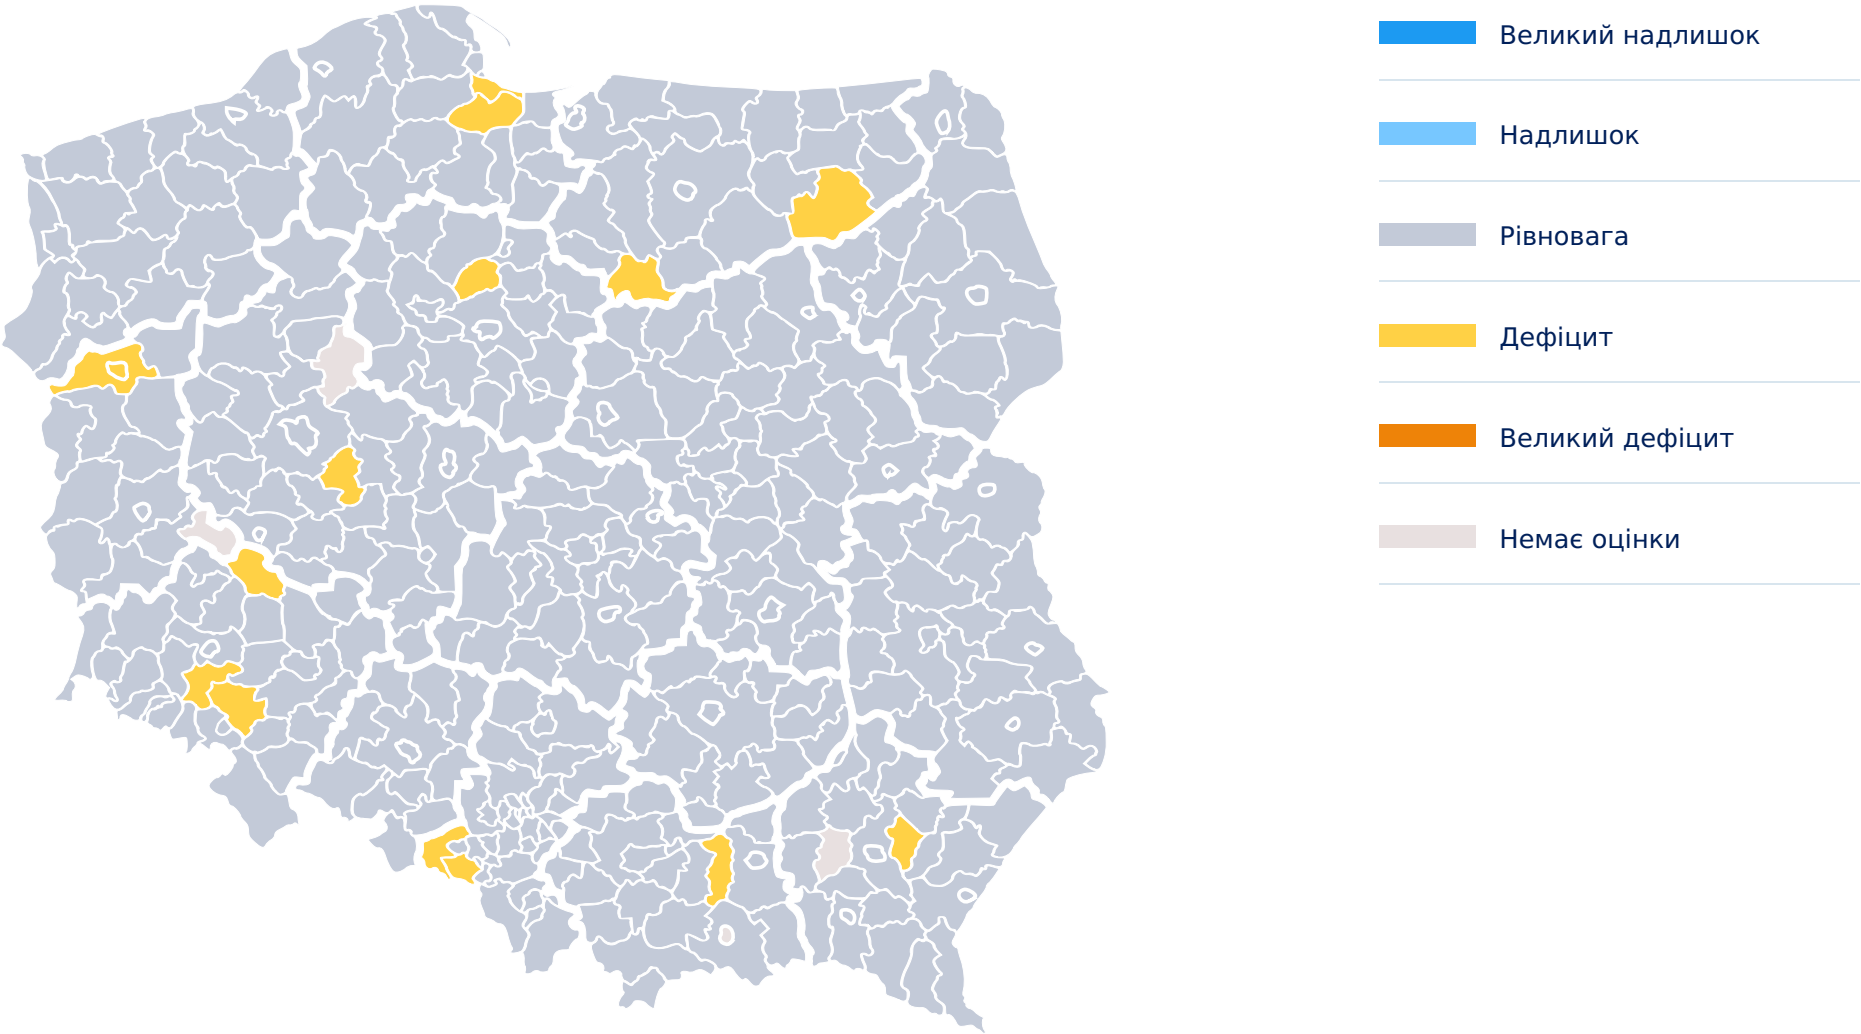 Великий надлишок
Надлишок
Рівновага
Дефіцит
Великий дефіцит
Немає оцінки